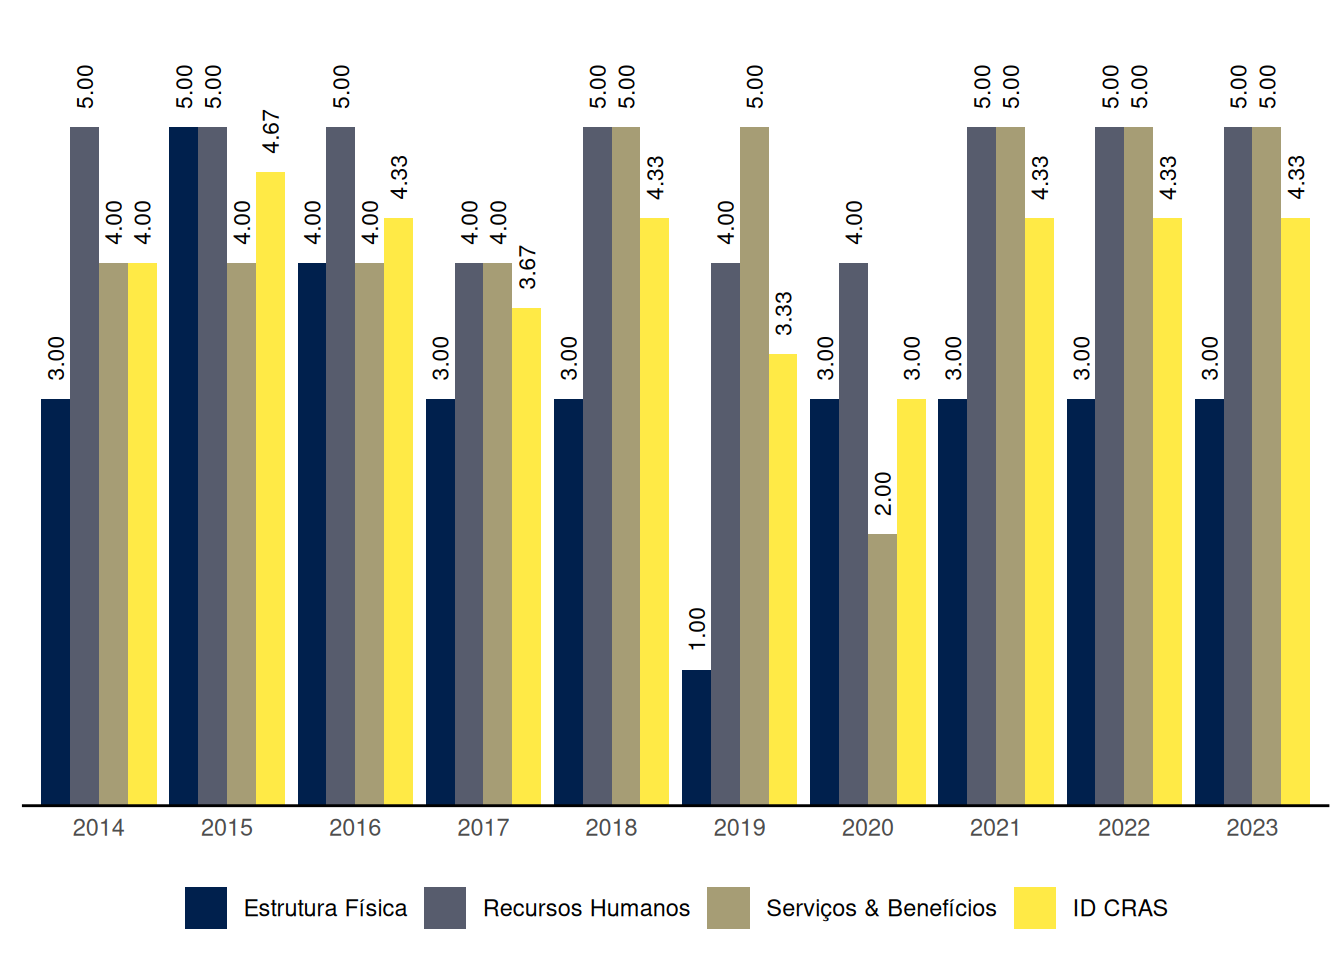 5.00 5.00 5.00 5.00 5.00 5.00 5.00 5.00 5.00 5.00 5.00 5.00 5.00
4.67
4.33 4.33 4.33 4.33 4.33
4.00 4.00 4.00 4.00 4.00 4.00 4.00 4.00 4.00
3.67
3.33
3.00 3.00 3.00 3.00 3.00 3.00 3.00 3.00
2.00
1.00
2014 2015 2016 2017 2018 2019 2020 2021 2022 2023
Estrutura Física Recursos Humanos Serviços & Benefícios ID CRAS